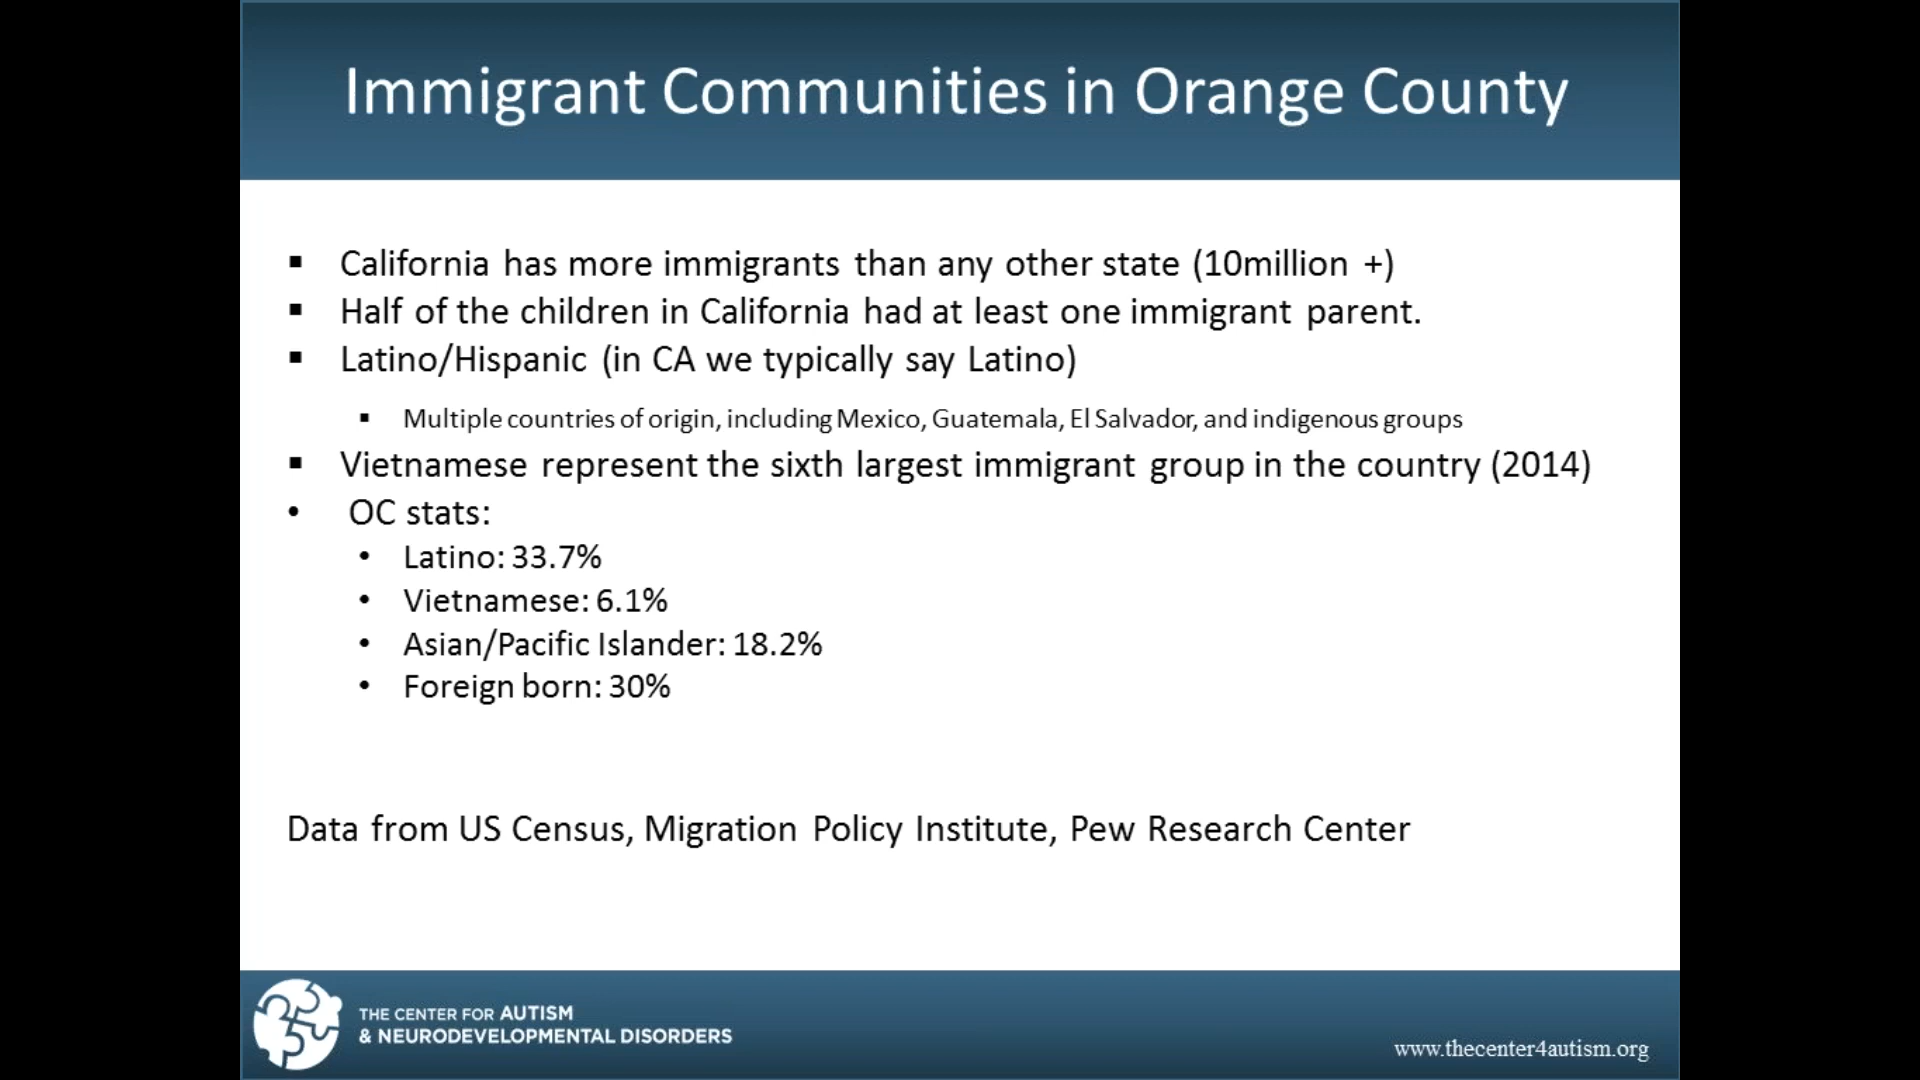 Immigrant Communities in Orange County
▪ California has more immigrants than any other state (10million +)
▪ Half of the children in California had at least one immigrant parent.
▪ Latino/Hispanic (in CA we typically say Latino)
▪ Multiple countries of origin, including Mexico, Guatemala, El Salvador, and indigenous groups
▪ Vietnamese represent the sixth largest immigrant group in the country (2014)
• OC stats:
• Latino: 33.7%
• Vietnamese: 6.1%
• Asian/Pacific Islander: 18.2%
• Foreign born: 30%
Data from US Census, Migration Policy Institute, Pew Research Center
THE CENTER FOR AUTISM
& NEURODEVELOPMENTAL DISORDERS
www.thecenter4autism.org